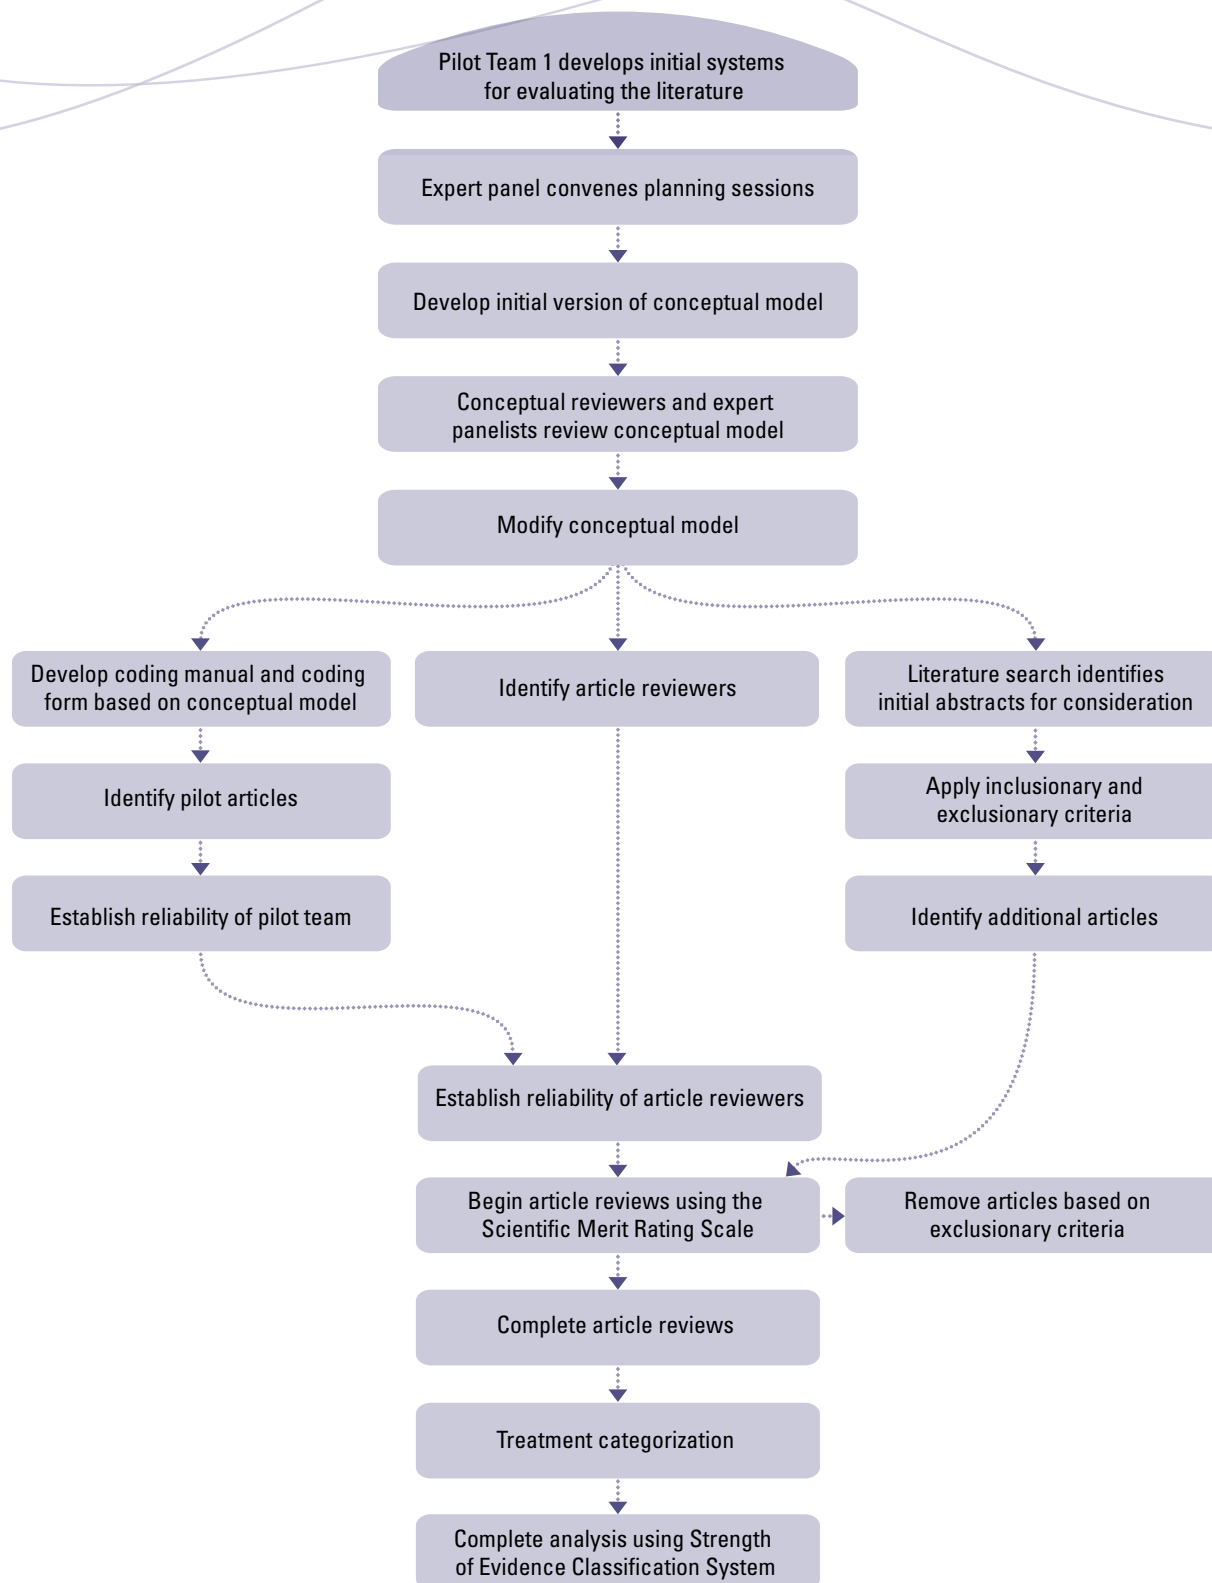 Pilot Team 1 develops initial systems
for evaluating the literature
Expert panel convenes planning sessions
Develop initial version of conceptual model
Conceptual reviewers and expert
panelists review conceptual model
Modify conceptual model
Develop coding manual and coding
form based on conceptual model
Identify article reviewers
Literature search identifies
initial abstracts for consideration
Identify pilot articles
Apply inclusionary and
exclusionary criteria
Establish reliability of pilot team
Identify additional articles
Establish reliability of article reviewers
Begin article reviews using the
Scientific Merit Rating Scale
Remove articles based on
exclusionary criteria
Complete article reviews
Treatment categorization
Complete analysis using Strength
of Evidence Classification System